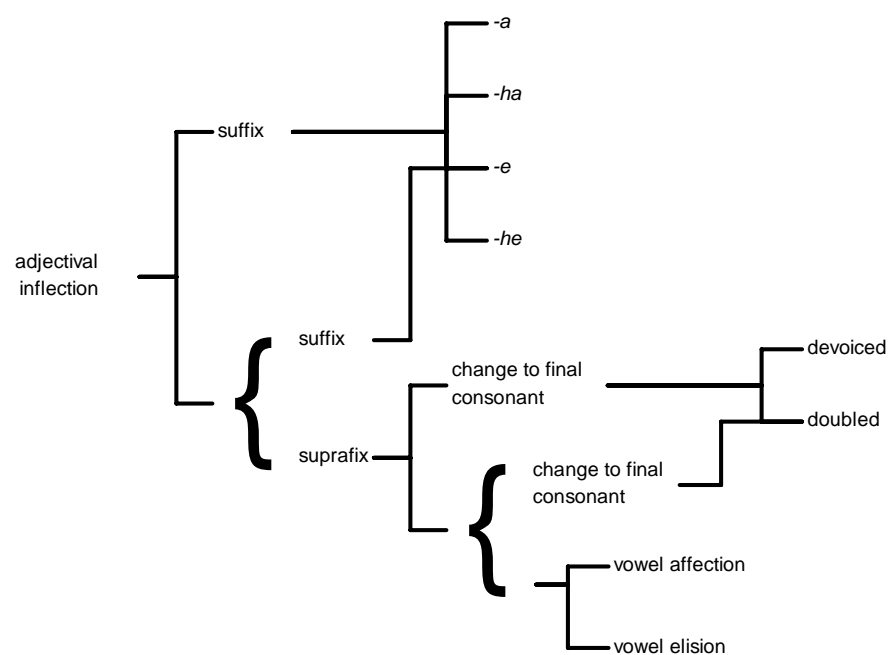 -a
-ha
suffix
-e
-he
adjectival
inflection
{
suffix
suprafix
change to final
consonant
devoiced
doubled
{
change to final
consonant
vowel affection
vowel elision